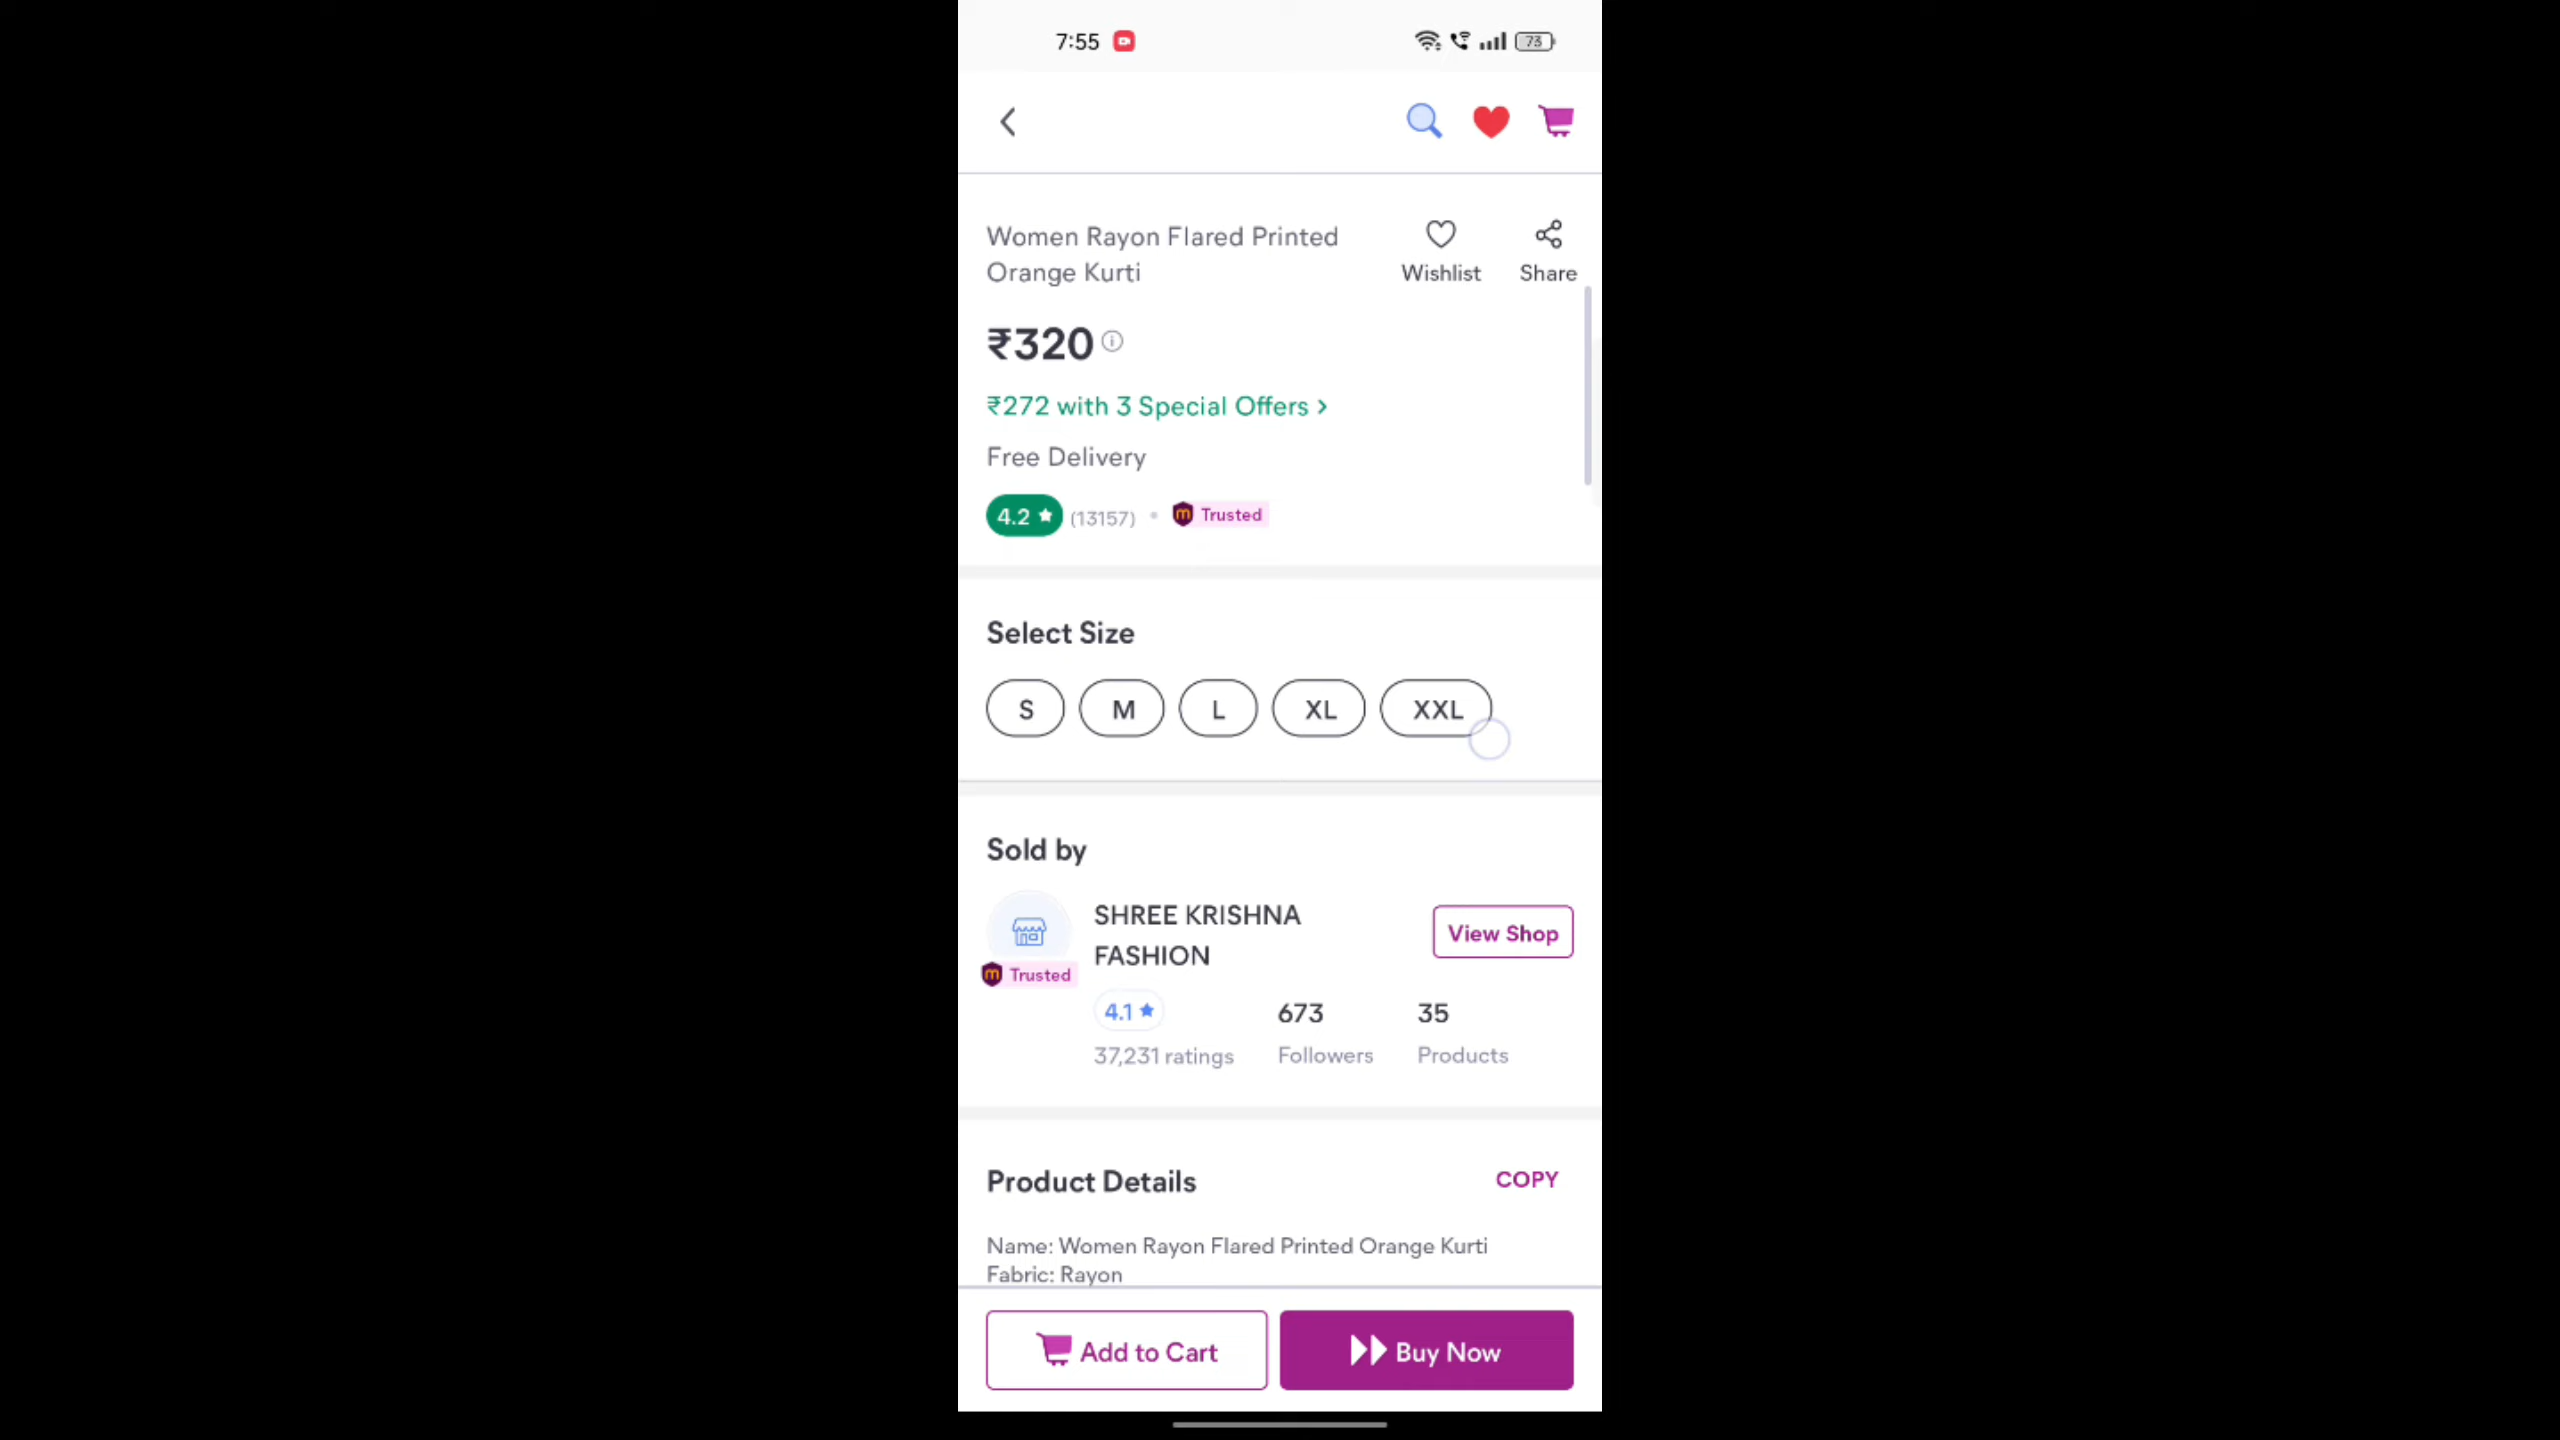 7:55
73
Women Rayon Flared Printed
Orange Kurti
Wishlist
Share
₹320
₹272 with 3 Special Offers
Free Delivery
4.2 ★ (13157) • m Trusted
Select Size
S M L XL XXL
Sold by
SHREE KRISHNA
FASHION
View Shop
m Trusted
4.1 ★ 673 35
37,231 ratings Followers Products
Product Details COPY
Name: Women Rayon Flared Printed Orange Kurti
Fabric: Rayon
Add to Cart Buy Now